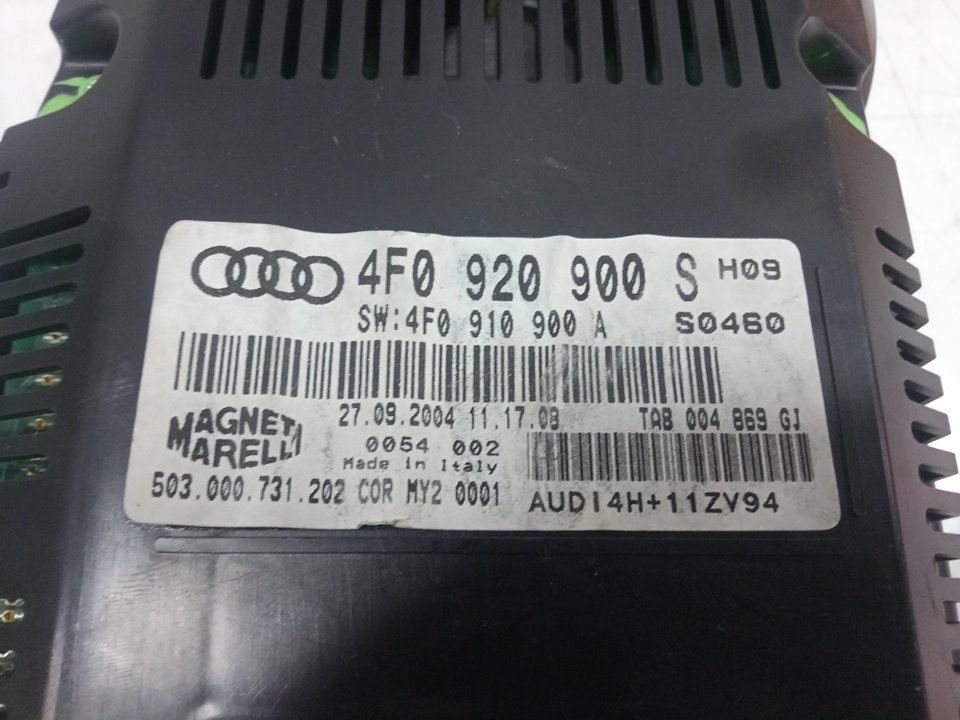 4F0 920 900 S H09
SW:4F0 910 900 A S0460
27.09.2004 11.17.08 TAB 004 869 GJ
MAGNETI
MARELLI
0054 002
Made in Italy
503.000.731.202 COR MY2 0001
AUDI4H+11ZV94